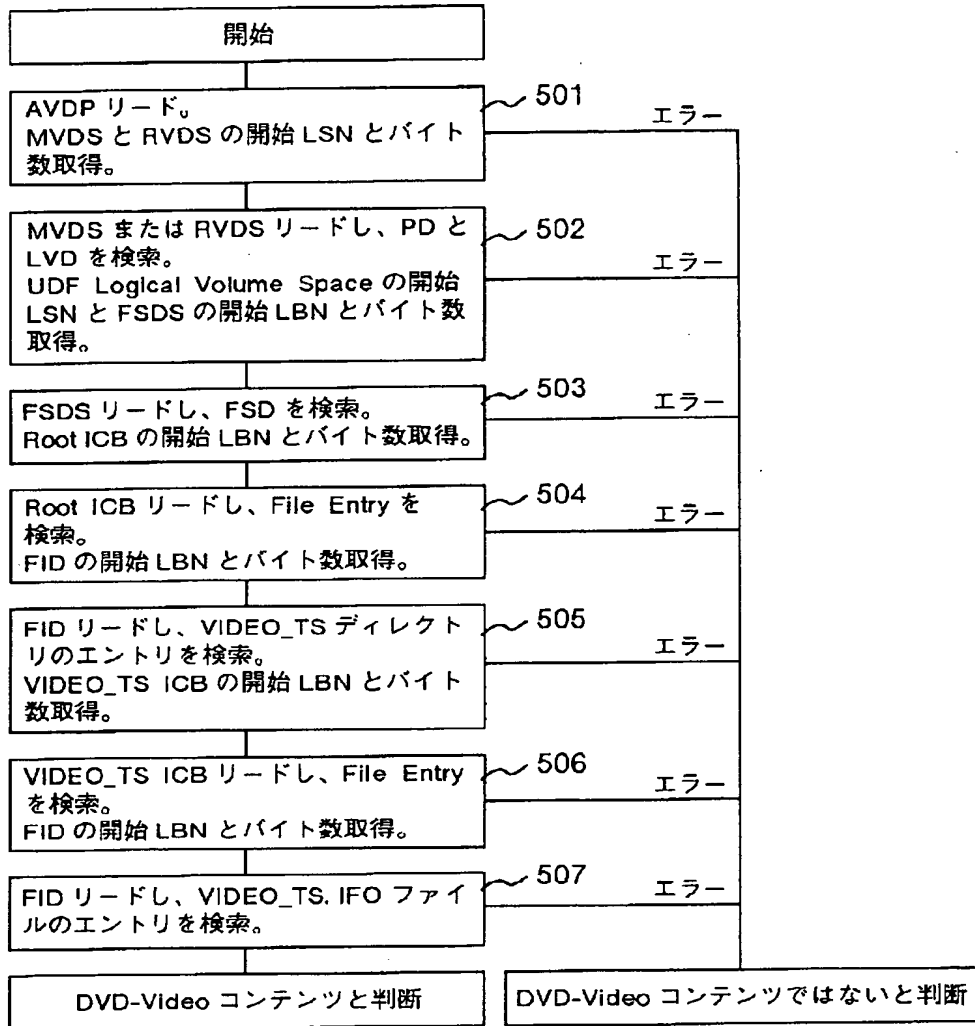 開始
AVDP リード。
MVDS と RVDS の開始 LSN とバイト
数取得。
501
エラー
MVDS または RVDS リードし、PD と
LVD を検索。
UDF Logical Volume Space の開始
LSN と FSDS の開始 LBN とバイト数
取得。
502
エラー
FSDS リードし、FSD を検索。
Root ICB の開始 LBN とバイト数取得。
503
エラー
Root ICB リードし、File Entry を
検索。
FID の開始 LBN とバイト数取得。
504
エラー
FID リードし、VIDEO_TS ディレクト
リのエントリを検索。
VIDEO_TS ICB の開始 LBN とバイト
数取得。
505
エラー
VIDEO_TS ICB リードし、File Entry
を検索。
FID の開始 LBN とバイト数取得。
506
エラー
FID リードし、VIDEO_TS. IFO ファイ
ルのエントリを検索。
507
エラー
DVD-Video コンテンツと判断
DVD-Video コンテンツではないと判断